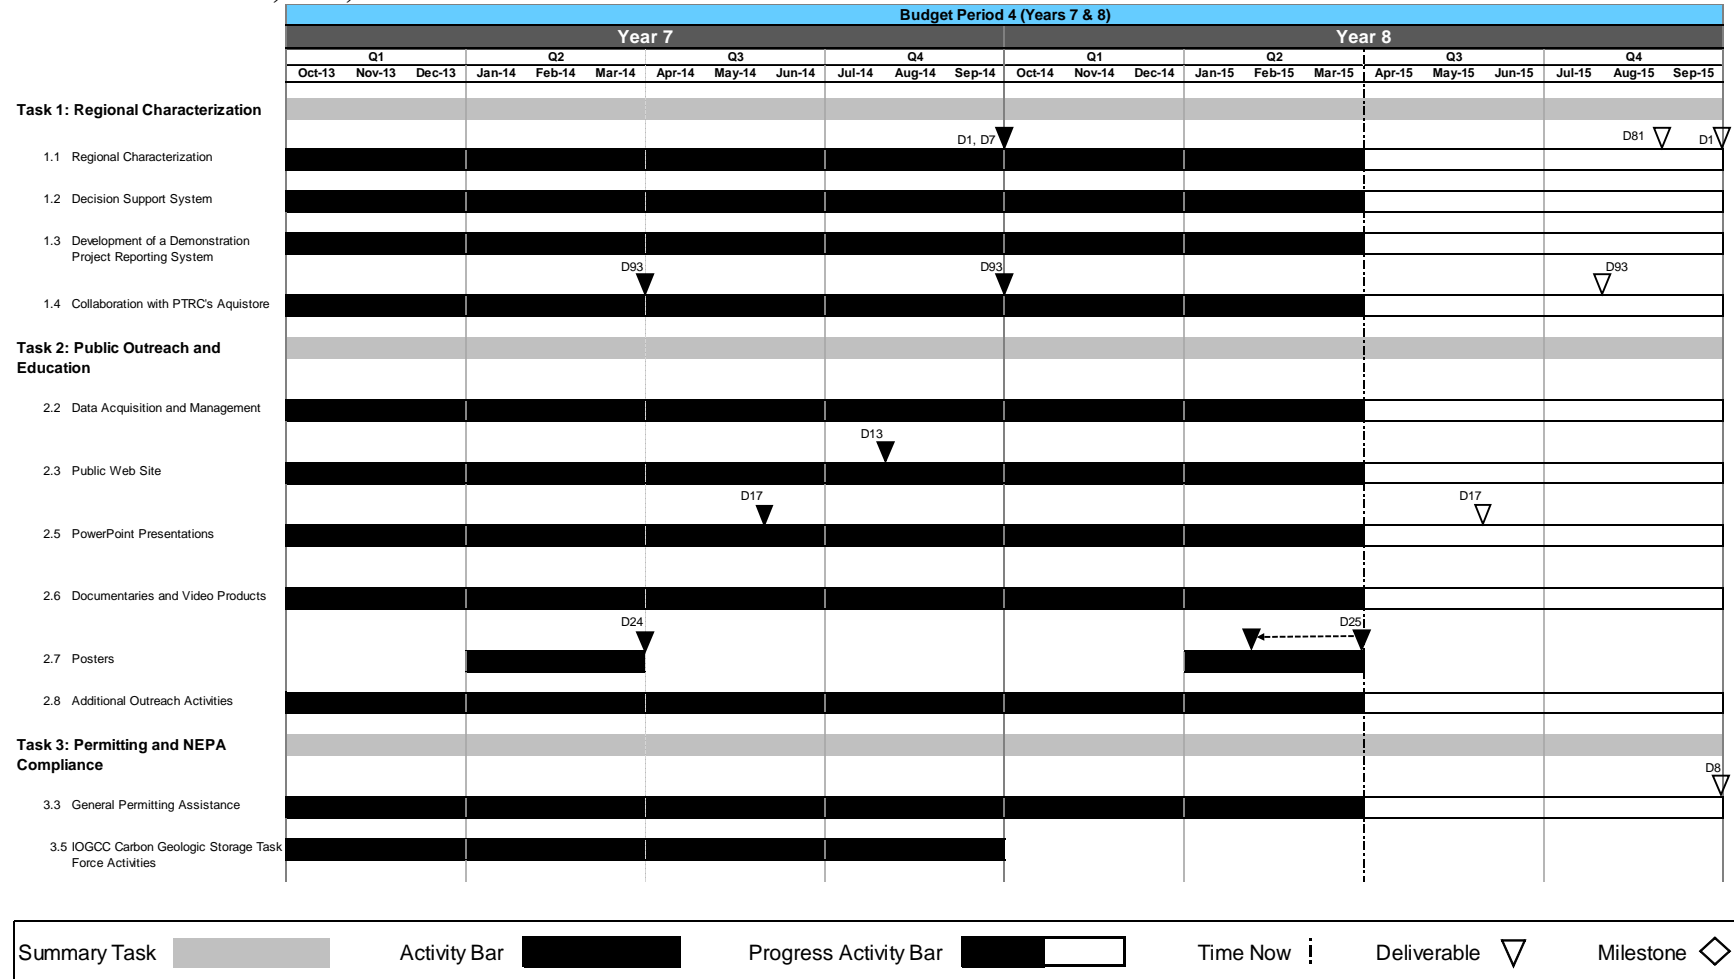 Budget Period 4 (Years 7 & 8)
Year 7 Year 8
Q1 Q2 Q3 Q4 Q1 Q2 Q3 Q4
Oct-13 Nov-13 Dec-13 Jan-14 Feb-14 Mar-14 Apr-14 May-14 Jun-14 Jul-14 Aug-14 Sep-14 Oct-14 Nov-14 Dec-14 Jan-15 Feb-15 Mar-15 Apr-15 May-15 Jun-15 Jul-15 Aug-15 Sep-15
Task 1: Regional Characterization
D1, D7 D81 D1
1.1 Regional Characterization
1.2 Decision Support System
1.3 Development of a Demonstration
Project Reporting System
D93 D93 D93
1.4 Collaboration with PTRC's Aquistore
Task 2: Public Outreach and
Education
2.2 Data Acquisition and Management
D13
2.3 Public Web Site
D17 D17
2.5 PowerPoint Presentations
2.6 Documentaries and Video Products
D24 D25
2.7 Posters
2.8 Additional Outreach Activities
Task 3: Permitting and NEPA
Compliance
D8
3.3 General Permitting Assistance
3.5 IOGCC Carbon Geologic Storage Task
Force Activities
Summary Task Activity Bar Progress Activity Bar Time Now Deliverable Milestone